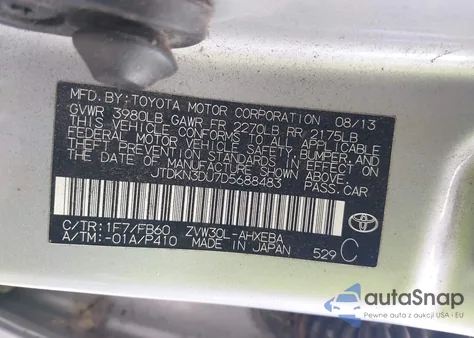 MFD. BY: TOYOTA MOTOR CORPORATION 08/13
GVWR 3980LB GAWR FR 2270LB RR 2175LB
THIS VEHICLE CONFORMS TO ALL APPLICABLE
FEDERAL MOTOR VEHICLE SAFETY, BUMPER, AND
THEFT PREVENTION STANDARDS IN EFFECT ON
THE DATE OF MANUFACTURE SHOWN ABOVE.
JTDKN3DU7D5688483 PASS.CAR
C/TR:1F7/FB60 ZVW30L-AHXEBA
A/TM:-01A/P410 MADE IN JAPAN
529 C
TOYOTA
autoSnap
Pewne auta z aukcji USA i EU